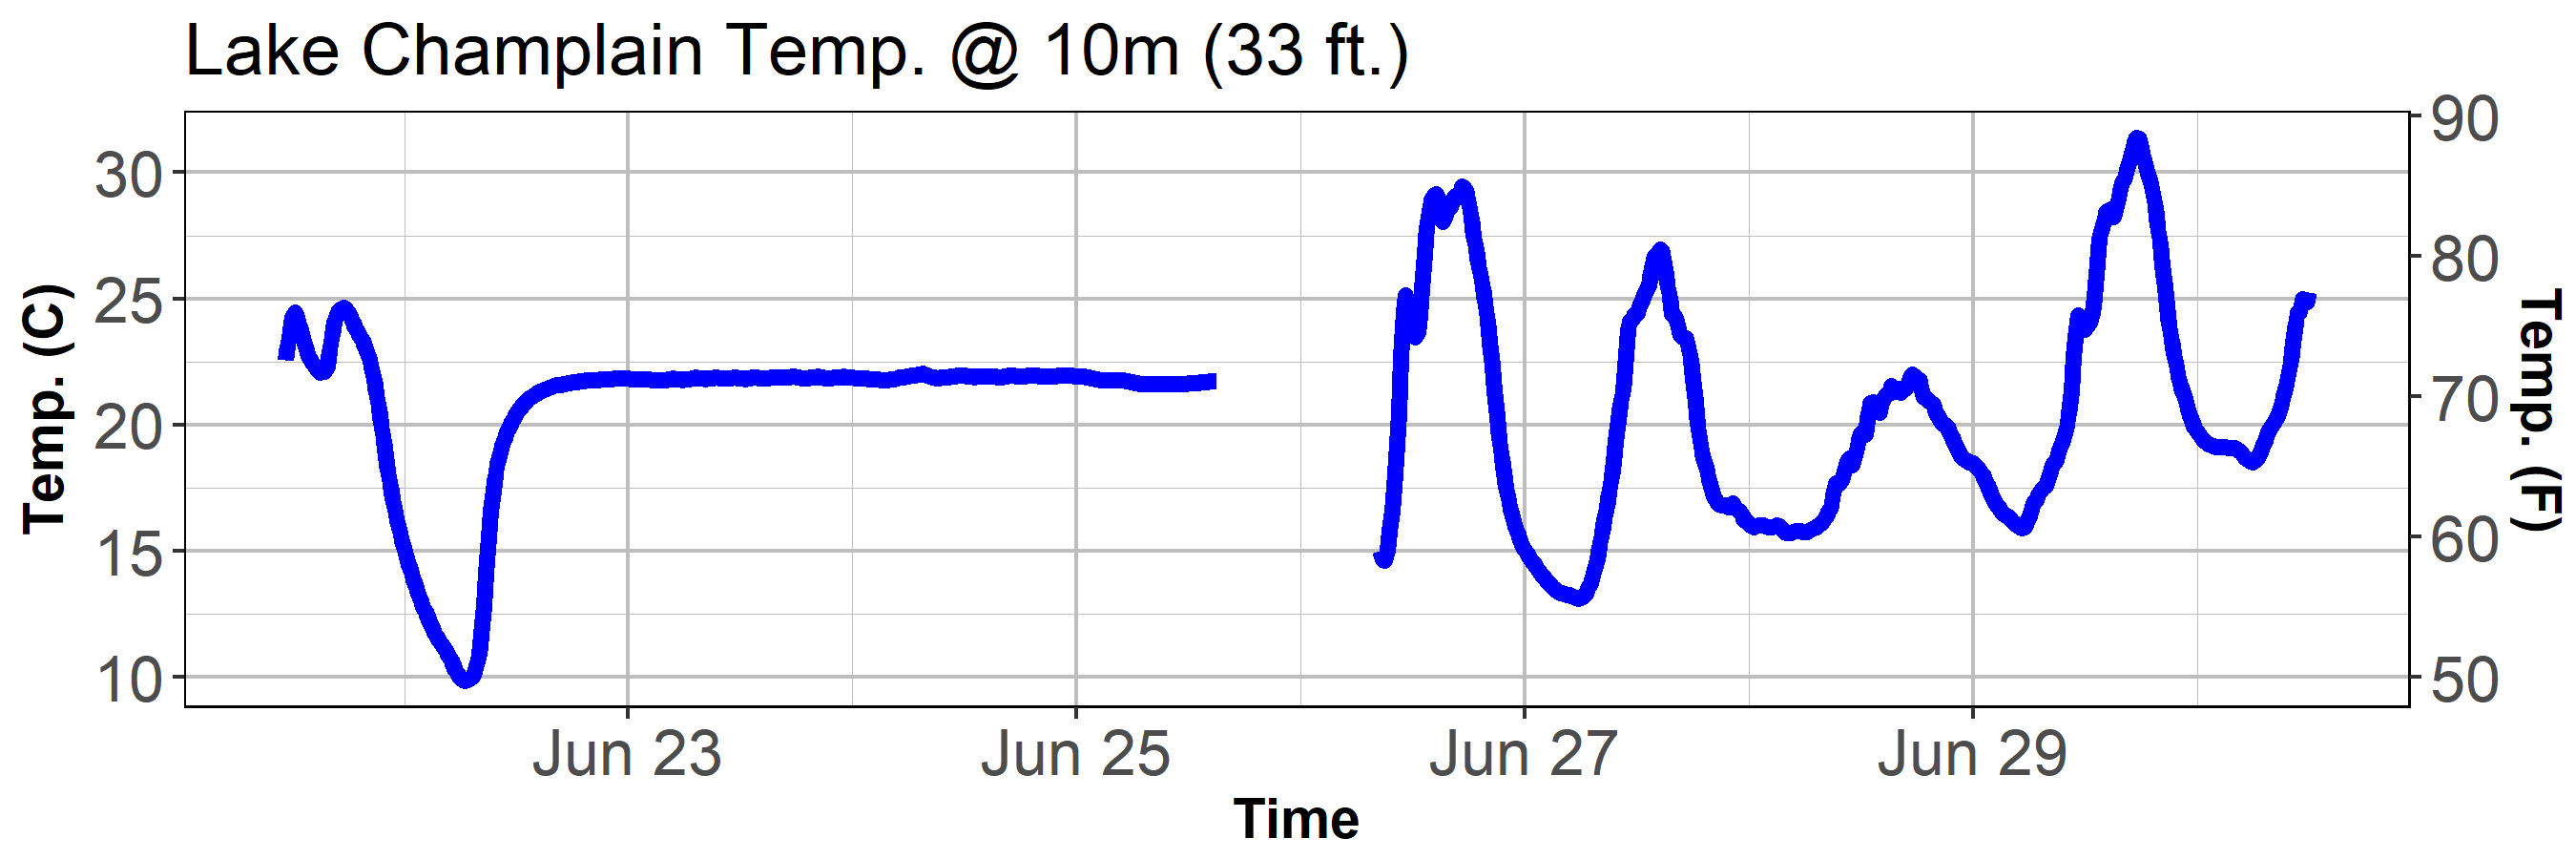 Lake Champlain Temp. @ 10m (33 ft.)
Temp. (C)
30
25
20
15
10
90
80
70
60
50
Temp. (F)
Jun 23
Jun 25
Jun 27
Jun 29
Time